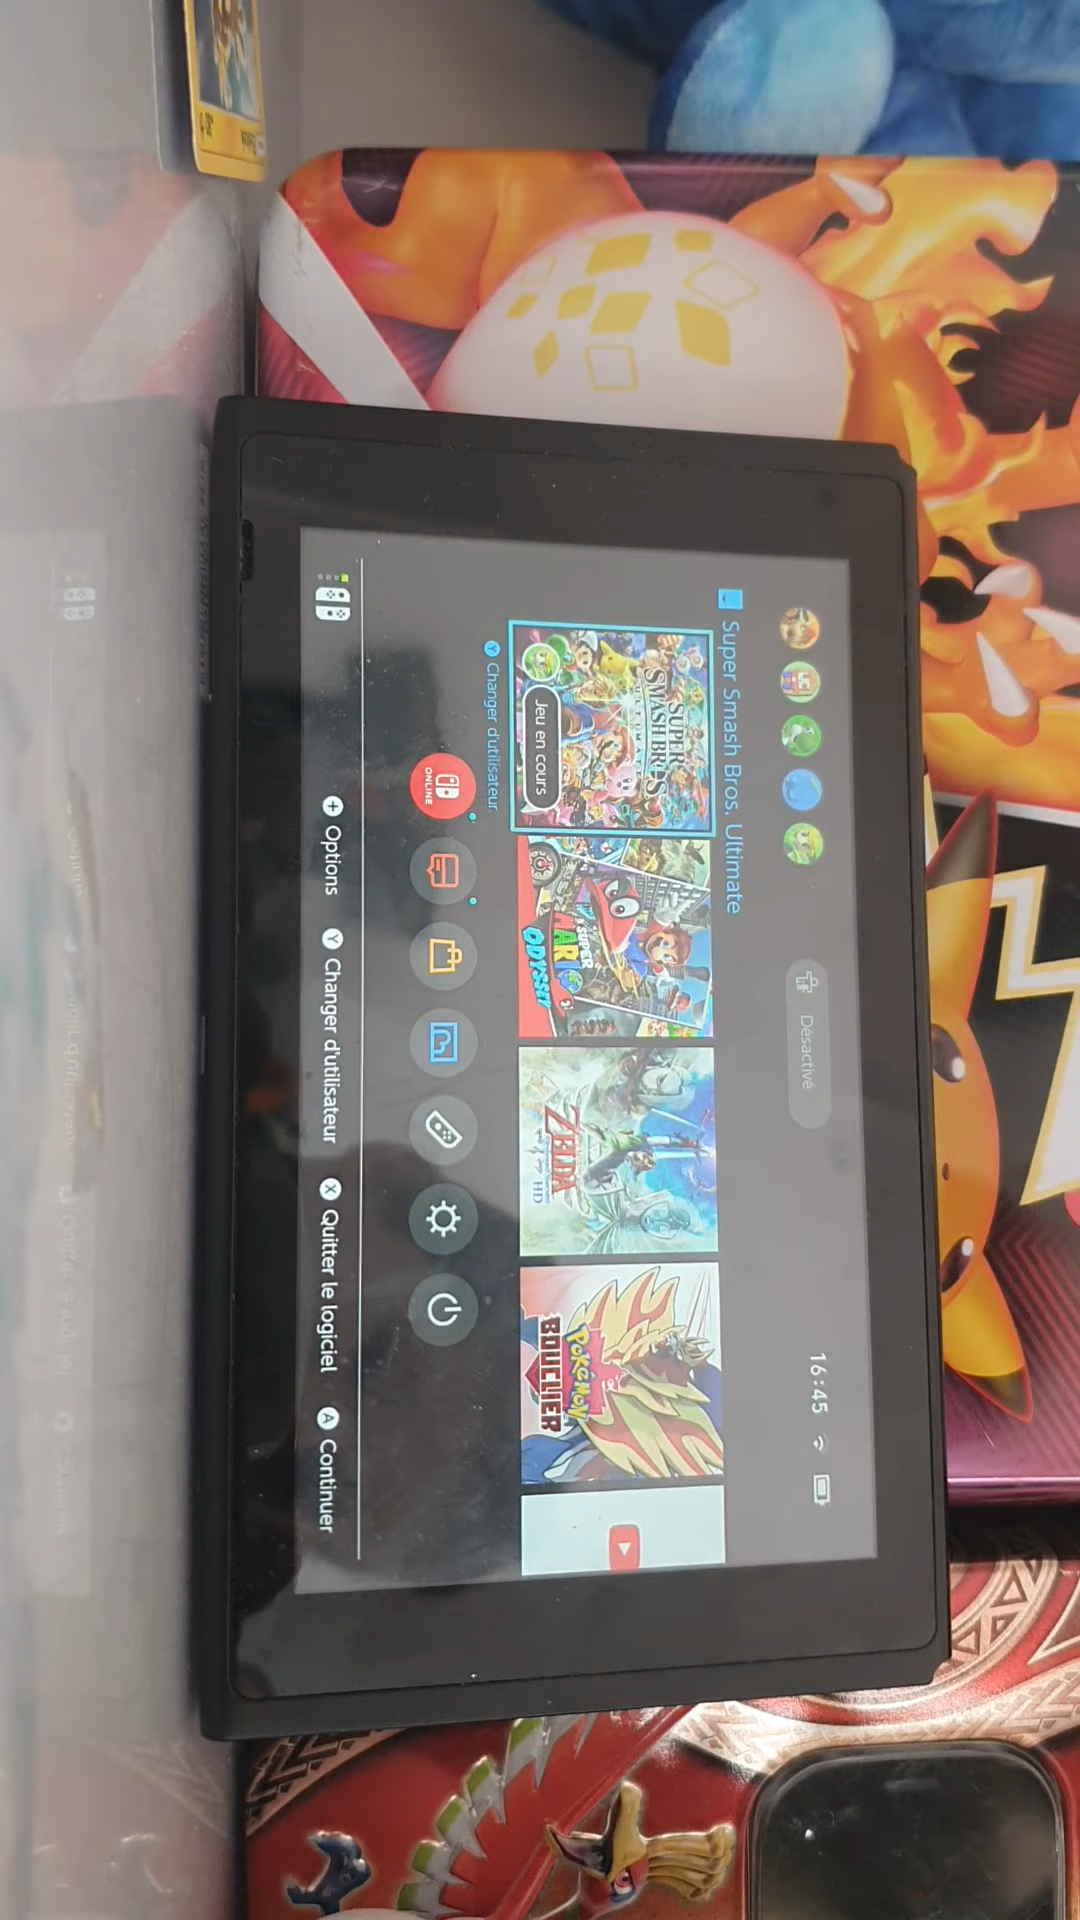 Désactivé
16:45
Super Smash Bros. Ultimate
SUPER
SMASH BROS
ULTIMATE
Jeu en cours
SUPER
MARIO
ODYSSEY
ZELDA
HD
POKÉMON
BOUCLIER
Y Changer d'utilisateur
ONLINE
+ Options
Y Changer d'utilisateur
X Quitter le logiciel
A Continuer